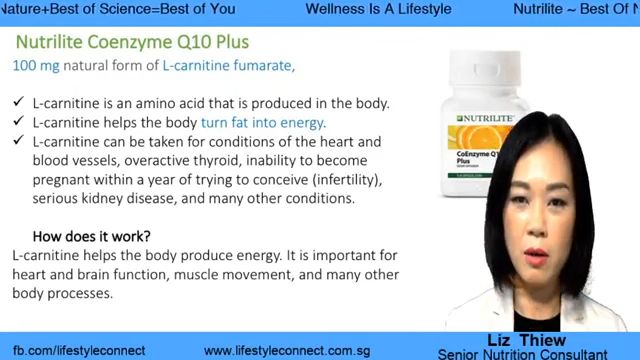 Nature+Best of Science=Best of You Wellness Is A Lifestyle Nutrilite ~ Best Of N
Nutrilite Coenzyme Q10 Plus
100 mg natural form of L-carnitine fumarate,
✓ L-carnitine is an amino acid that is produced in the body.
✓ L-carnitine helps the body turn fat into energy.
✓ L-carnitine can be taken for conditions of the heart and
blood vessels, overactive thyroid, inability to become
pregnant within a year of trying to conceive (infertility),
serious kidney disease, and many other conditions.
How does it work?
L-carnitine helps the body produce energy. It is important for
heart and brain function, muscle movement, and many other
body processes.
NUTRILITE
CoEnzyme Q10
Plus
Liz Thiew
Senior Nutrition Consultant
fb.com/lifestyleconnect www.lifestyleconnect.com.sg